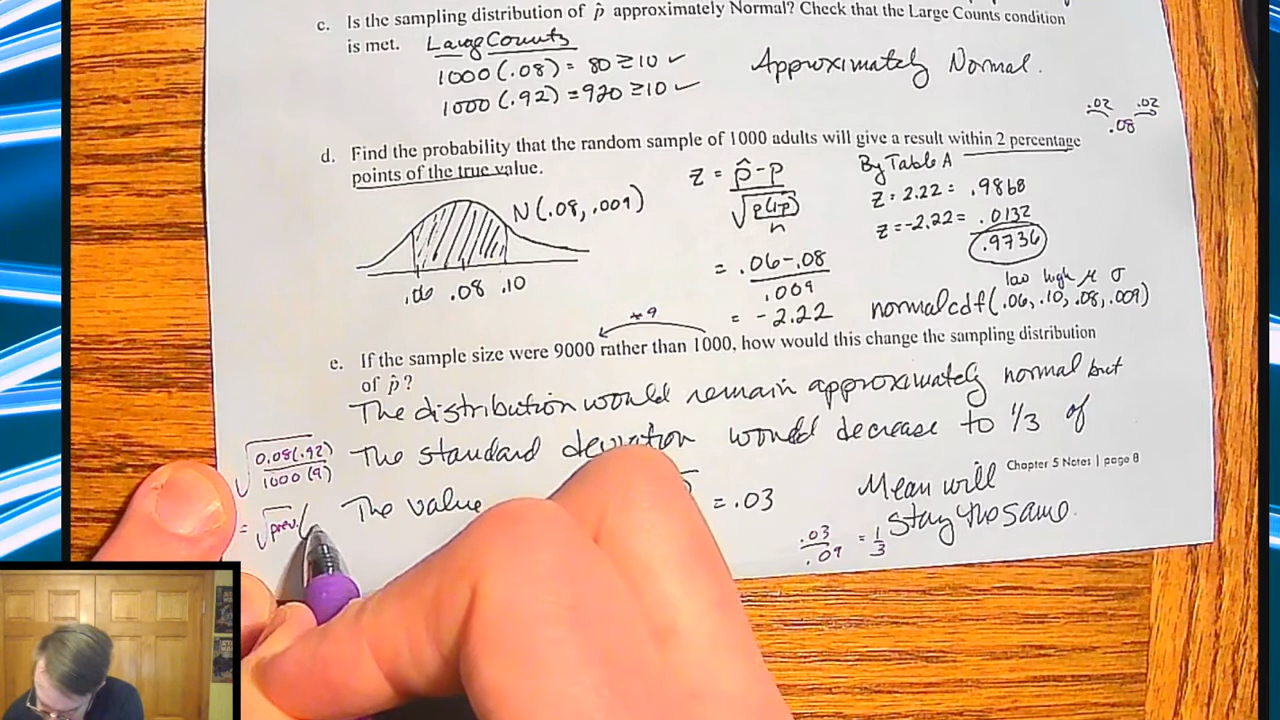 c. Is the sampling distribution of p̂ approximately Normal? Check that the Large Counts condition
is met. Large Counts
1000(.08) = 80 ≥ 10 ✓
1000(.92) = 920 ≥ 10 ✓
Approximately Normal.
.02 .02
.08
d. Find the probability that the random sample of 1000 adults will give a result within 2 percentage
points of the true value.
N(.08, .009)
.06 .08 .10
z = p̂ - p / √(p(1-p)/n)
= .06 - .08 / .009
= -2.22
By Table A
z = 2.22 = .9868
z = -2.22 = .0132
.9736
low high μ σ
normalcdf(.06, .10, .08, .009)
×9
e. If the sample size were 9000 rather than 1000, how would this change the sampling distribution
of p̂?
The distribution would remain approximately normal but
the standard deviation would decrease to 1/3 of
The value
= .03
√(0.08(.92) / 1000(9))
= √prev. (
Mean will
stay the same.
.03 / .09 = 1/3
Chapter 5 Notes | page 8